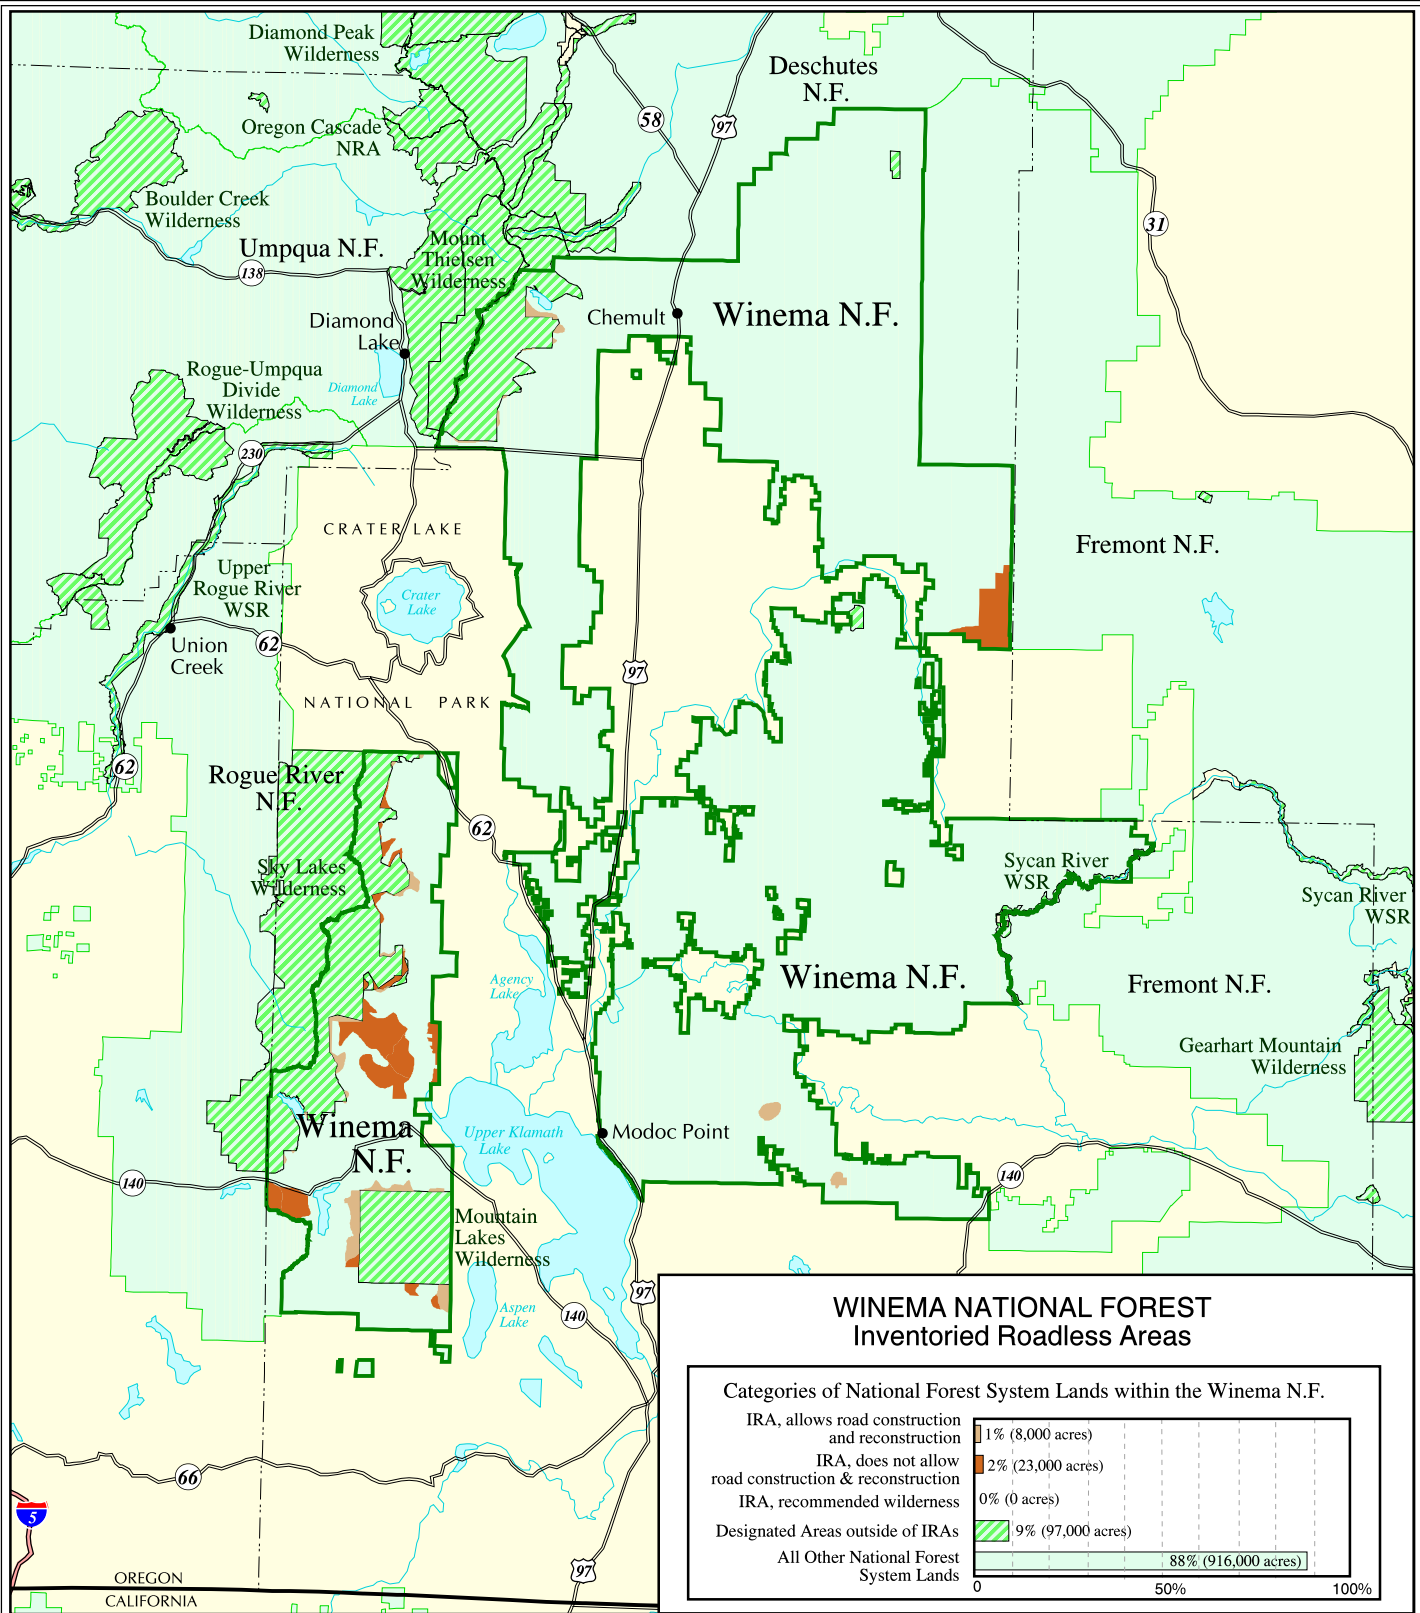 Diamond Peak
Wilderness
Deschutes
N.F.
58
97
Oregon Cascade
NRA
Boulder Creek
Wilderness
31
Umpqua N.F.
Mount
Thielsen
Wilderness
138
Chemult
Winema N.F.
Diamond
Lake
Diamond
Lake
Rogue-Umpqua
Divide
Wilderness
230
CRATER LAKE
Fremont N.F.
Upper
Rogue River
WSR
Crater
Lake
Union
Creek
62
97
NATIONAL PARK
62
Rogue River
N.F.
62
Sky Lakes
Wilderness
Sycan River
WSR
Sycan River
WSR
Agency
Lake
Winema N.F.
Fremont N.F.
Gearhart Mountain
Wilderness
Winema
N.F.
Upper Klamath
Lake
Modoc Point
140
140
Mountain
Lakes
Wilderness
97
Aspen
Lake
140
WINEMA NATIONAL FOREST
Inventoried Roadless Areas
Categories of National Forest System Lands within the Winema N.F.
IRA, allows road construction
and reconstruction
1% (8,000 acres)
IRA, does not allow
road construction & reconstruction
2% (23,000 acres)
IRA, recommended wilderness
0% (0 acres)
Designated Areas outside of IRAs
9% (97,000 acres)
All Other National Forest
System Lands
88% (916,000 acres)
0 50% 100%
66
5
97
OREGON
CALIFORNIA